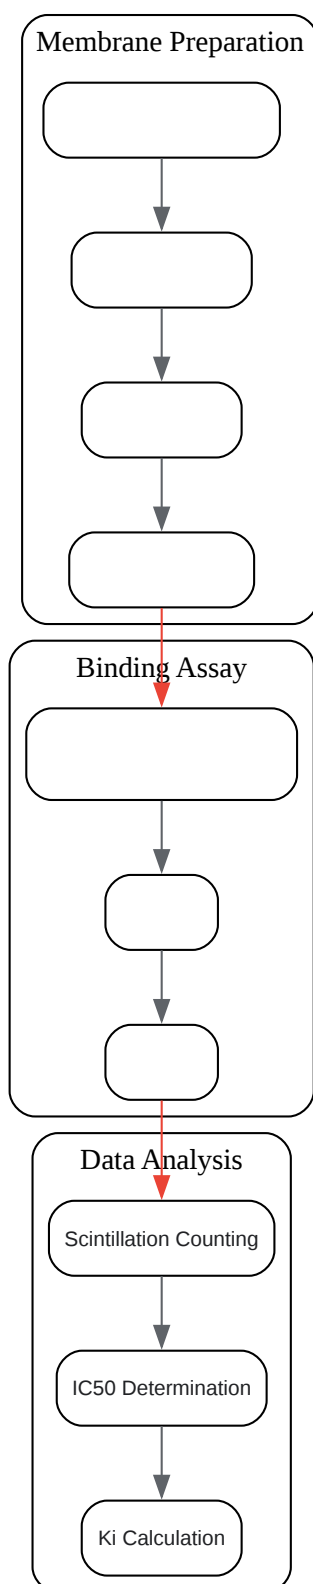 Membrane Preparation
Binding Assay
Data Analysis
Scintillation Counting
IC50 Determination
Ki Calculation